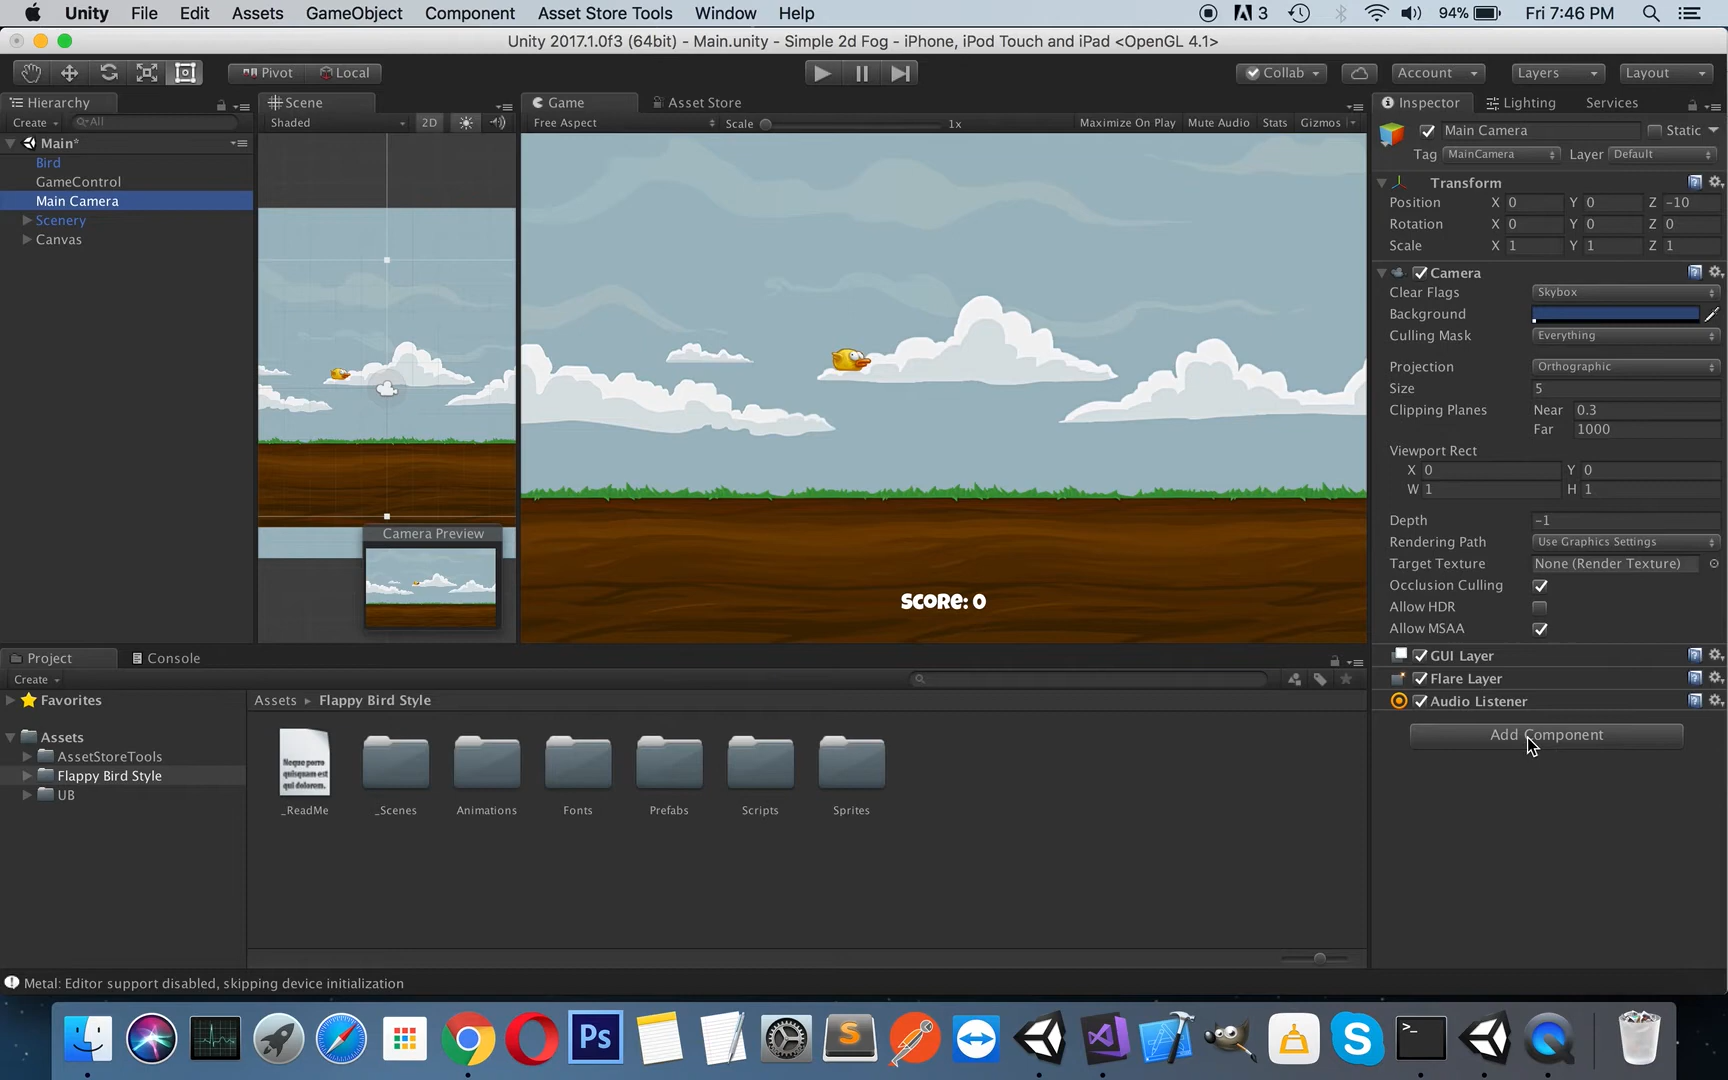 Unity File Edit Assets GameObject Component Asset Store Tools Window Help 3 94% Fri 7:46 PM
Unity 2017.1.0f3 (64bit) - Main.unity - Simple 2d Fog - iPhone, iPod Touch and iPad <OpenGL 4.1>
Pivot Local Collab Account Layers Layout
Hierarchy
Create All
Main*
Bird
GameControl
Main Camera
Scenery
Canvas
Scene
Shaded 2D
Camera Preview
Game Asset Store
Free Aspect Scale 1x Maximize On Play Mute Audio Stats Gizmos
Score: 0
Inspector Lighting Services
Main Camera Static
Tag MainCamera Layer Default
Transform
Position X 0 Y 0 Z -10
Rotation X 0 Y 0 Z 0
Scale X 1 Y 1 Z 1
Camera
Clear Flags Skybox
Background
Culling Mask Everything
Projection Orthographic
Size 5
Clipping Planes Near 0.3
Far 1000
Viewport Rect
X 0 Y 0
W 1 H 1
Depth -1
Rendering Path Use Graphics Settings
Target Texture None (Render Texture)
Occlusion Culling
Allow HDR
Allow MSAA
GUI Layer
Flare Layer
Audio Listener
Add Component
Project Console
Create
Favorites
Assets
AssetStoreTools
Flappy Bird Style
UB
Assets Flappy Bird Style
Neque porro
quisquam est
qui dolorem.
_ReadMe _Scenes Animations Fonts Prefabs Scripts Sprites
Metal: Editor support disabled, skipping device initialization
Ps S S >_